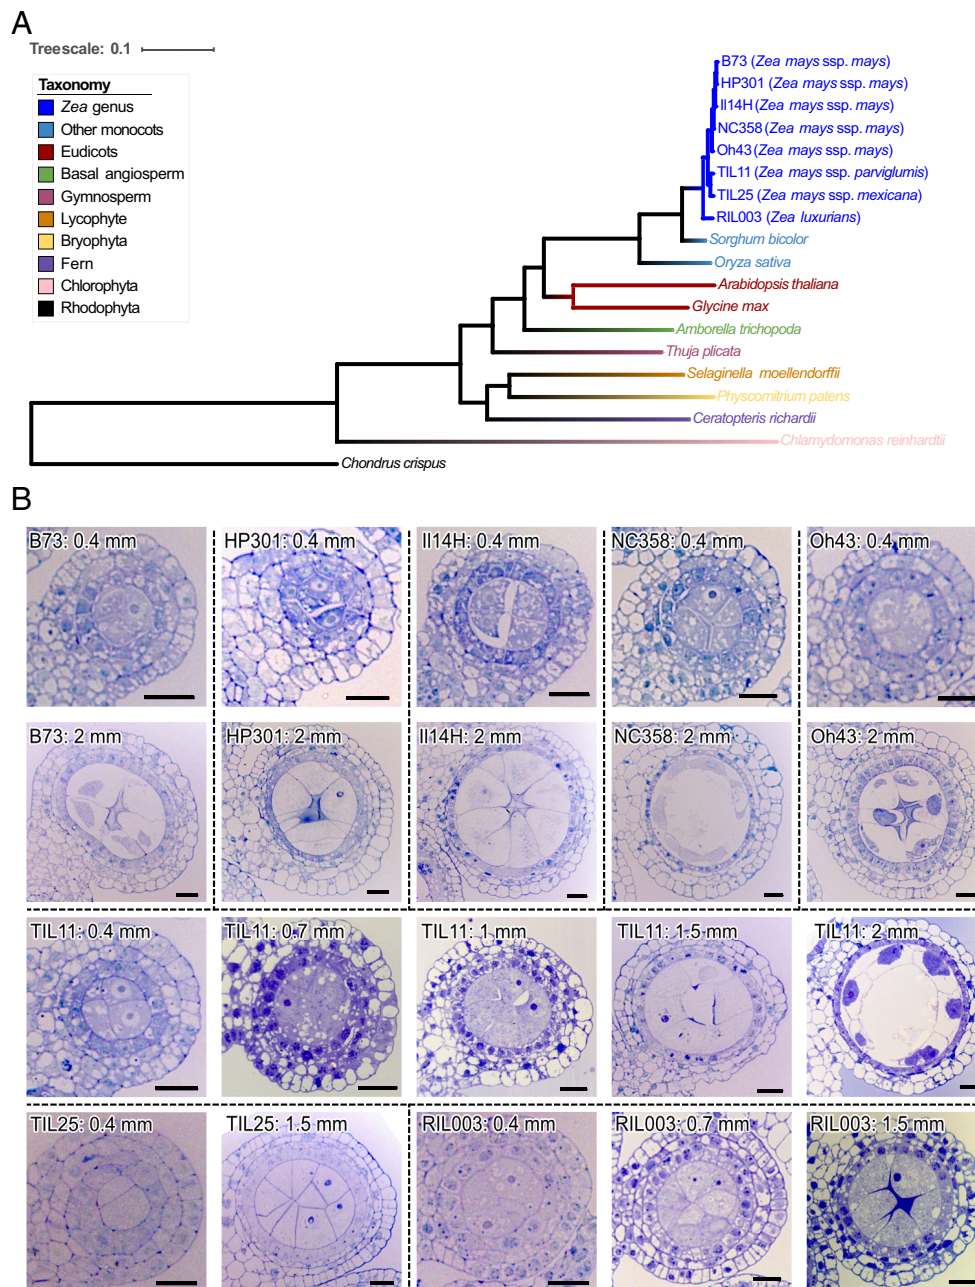 A
Tree scale: 0.1
Taxonomy
Zea genus
Other monocots
Eudicots
Basal angiosperm
Gymnosperm
Lycophyte
Bryophyta
Fern
Chlorophyta
Rhodophyta
B73 (Zea mays ssp. mays)
HP301 (Zea mays ssp. mays)
Il14H (Zea mays ssp. mays)
NC358 (Zea mays ssp. mays)
Oh43 (Zea mays ssp. mays)
TIL11 (Zea mays ssp. parviglumis)
TIL25 (Zea mays ssp. mexicana)
RIL003 (Zea luxurians)
Sorghum bicolor
Oryza sativa
Arabidopsis thaliana
Glycine max
Amborella trichopoda
Thuja plicata
Selaginella moellendorffii
Physcomitrium patens
Ceratopteris richardii
Chlamydomonas reinhardtii
Chondrus crispus
B
B73: 0.4 mm
HP301: 0.4 mm
Il14H: 0.4 mm
NC358: 0.4 mm
Oh43: 0.4 mm
B73: 2 mm
HP301: 2 mm
Il14H: 2 mm
NC358: 2 mm
Oh43: 2 mm
TIL11: 0.4 mm
TIL11: 0.7 mm
TIL11: 1 mm
TIL11: 1.5 mm
TIL11: 2 mm
TIL25: 0.4 mm
TIL25: 1.5 mm
RIL003: 0.4 mm
RIL003: 0.7 mm
RIL003: 1.5 mm